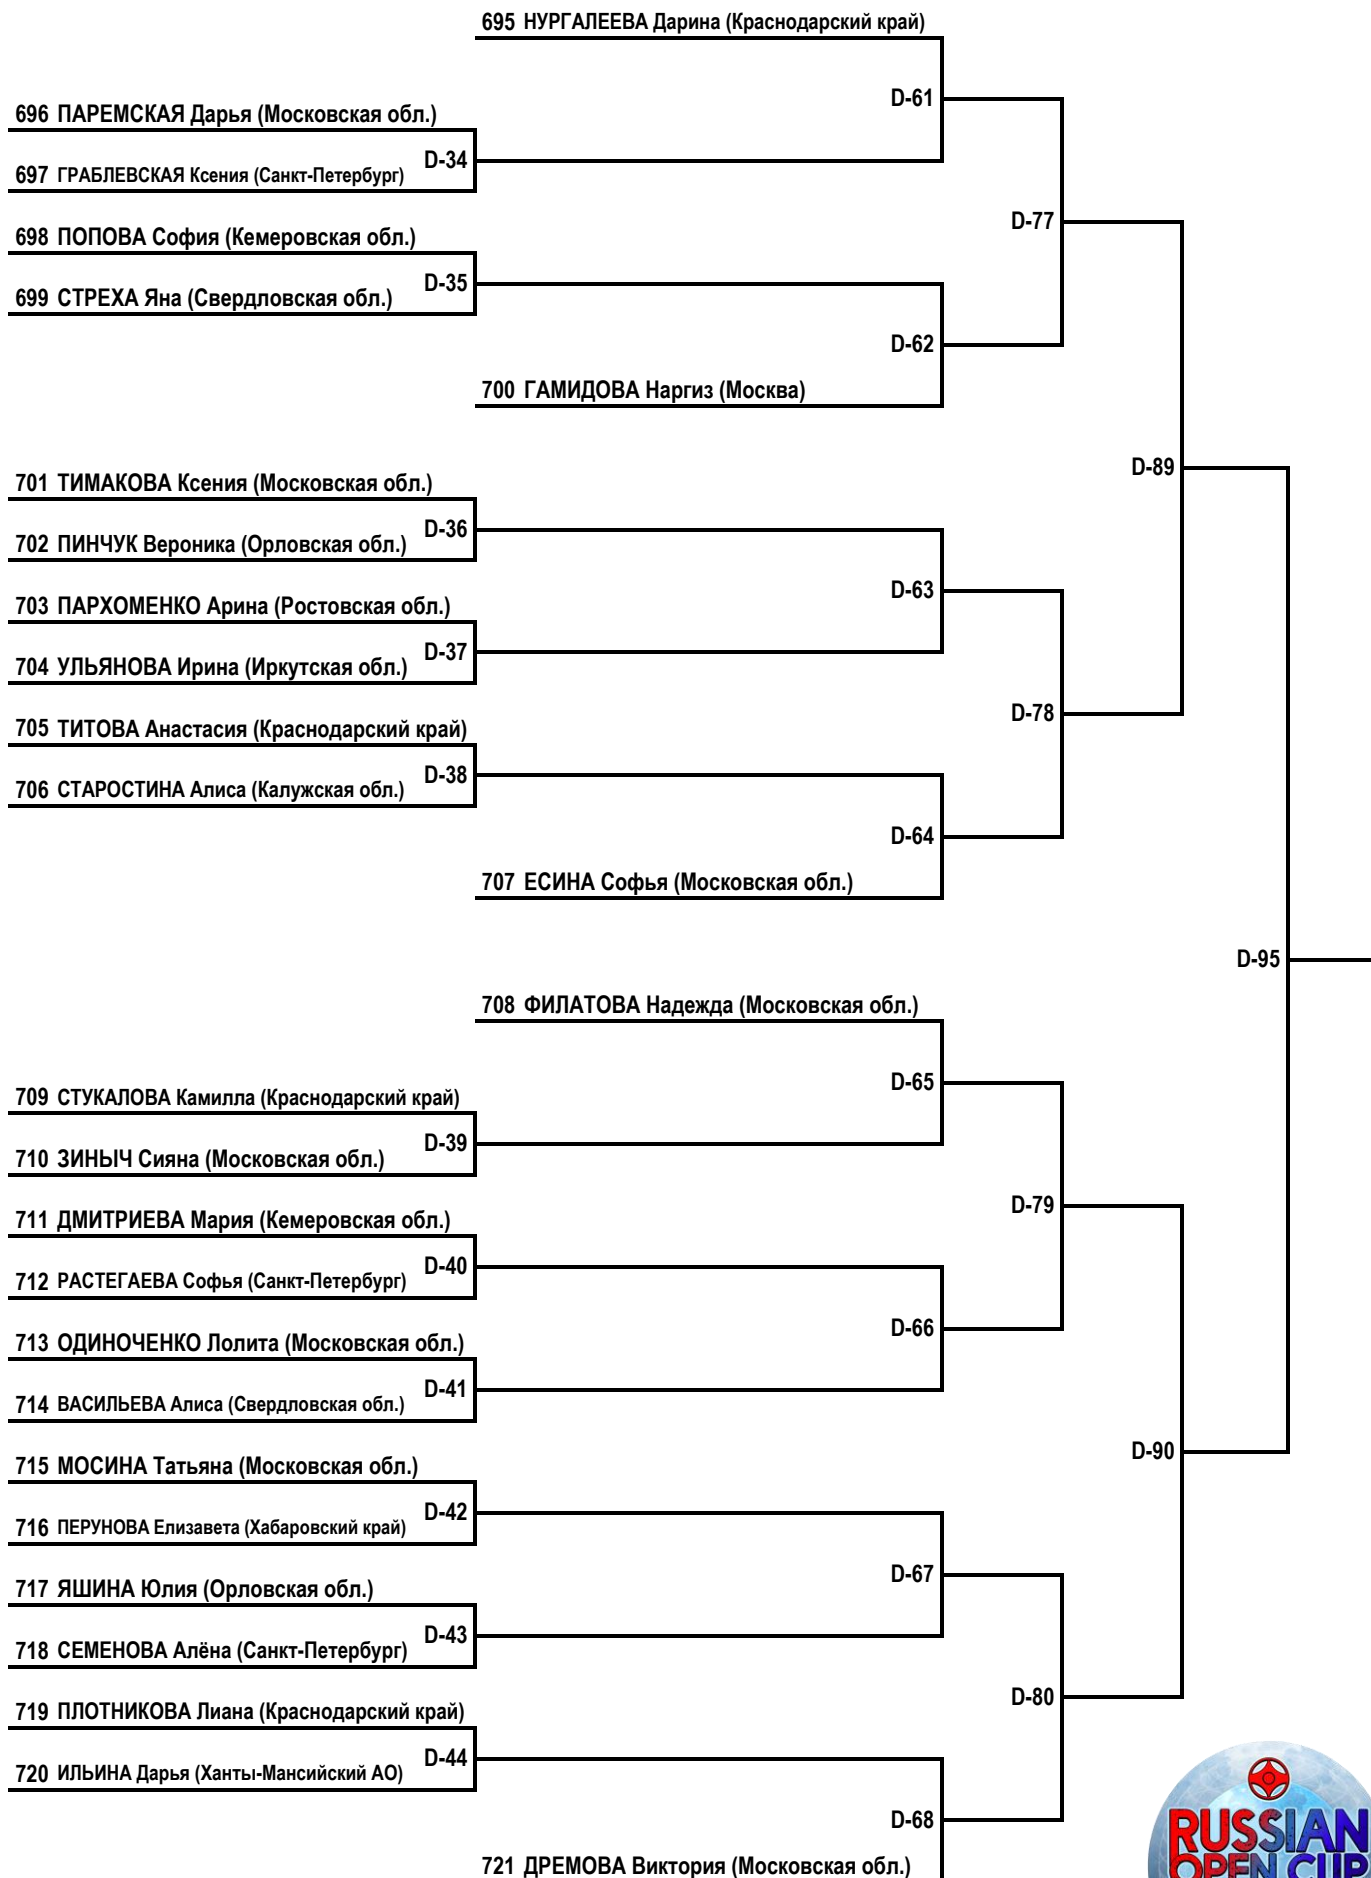 695 НУРГАЛЕЕВА Дарина (Краснодарский край)
D-61
696 ПАРЕМСКАЯ Дарья (Московская обл.)
D-34
697 ГРАБЛЕВСКАЯ Ксения (Санкт-Петербург)
D-77
698 ПОПОВА София (Кемеровская обл.)
D-35
699 СТРЕХА Яна (Свердловская обл.)
D-62
700 ГАМИДОВА Наргиз (Москва)
D-89
701 ТИМАКОВА Ксения (Московская обл.)
D-36
702 ПИНЧУК Вероника (Орловская обл.)
D-63
703 ПАРХОМЕНКО Арина (Ростовская обл.)
D-37
704 УЛЬЯНОВА Ирина (Иркутская обл.)
D-78
705 ТИТОВА Анастасия (Краснодарский край)
D-38
706 СТАРОСТИНА Алиса (Калужская обл.)
D-64
707 ЕСИНА Софья (Московская обл.)
D-95
708 ФИЛАТОВА Надежда (Московская обл.)
D-65
709 СТУКАЛОВА Камилла (Краснодарский край)
D-39
710 ЗИНЫЧ Сияна (Московская обл.)
D-79
711 ДМИТРИЕВА Мария (Кемеровская обл.)
D-40
712 РАСТЕГАЕВА Софья (Санкт-Петербург)
D-66
713 ОДИНОЧЕНКО Лолита (Московская обл.)
D-41
714 ВАСИЛЬЕВА Алиса (Свердловская обл.)
D-90
715 МОСИНА Татьяна (Московская обл.)
D-42
716 ПЕРУНОВА Елизавета (Хабаровский край)
D-67
717 ЯШИНА Юлия (Орловская обл.)
D-43
718 СЕМЕНОВА Алёна (Санкт-Петербург)
D-80
719 ПЛОТНИКОВА Лиана (Краснодарский край)
D-44
720 ИЛЬИНА Дарья (Ханты-Мансийский АО)
D-68
721 ДРЕМОВА Виктория (Московская обл.)
RUSSIAN
OPEN CUP